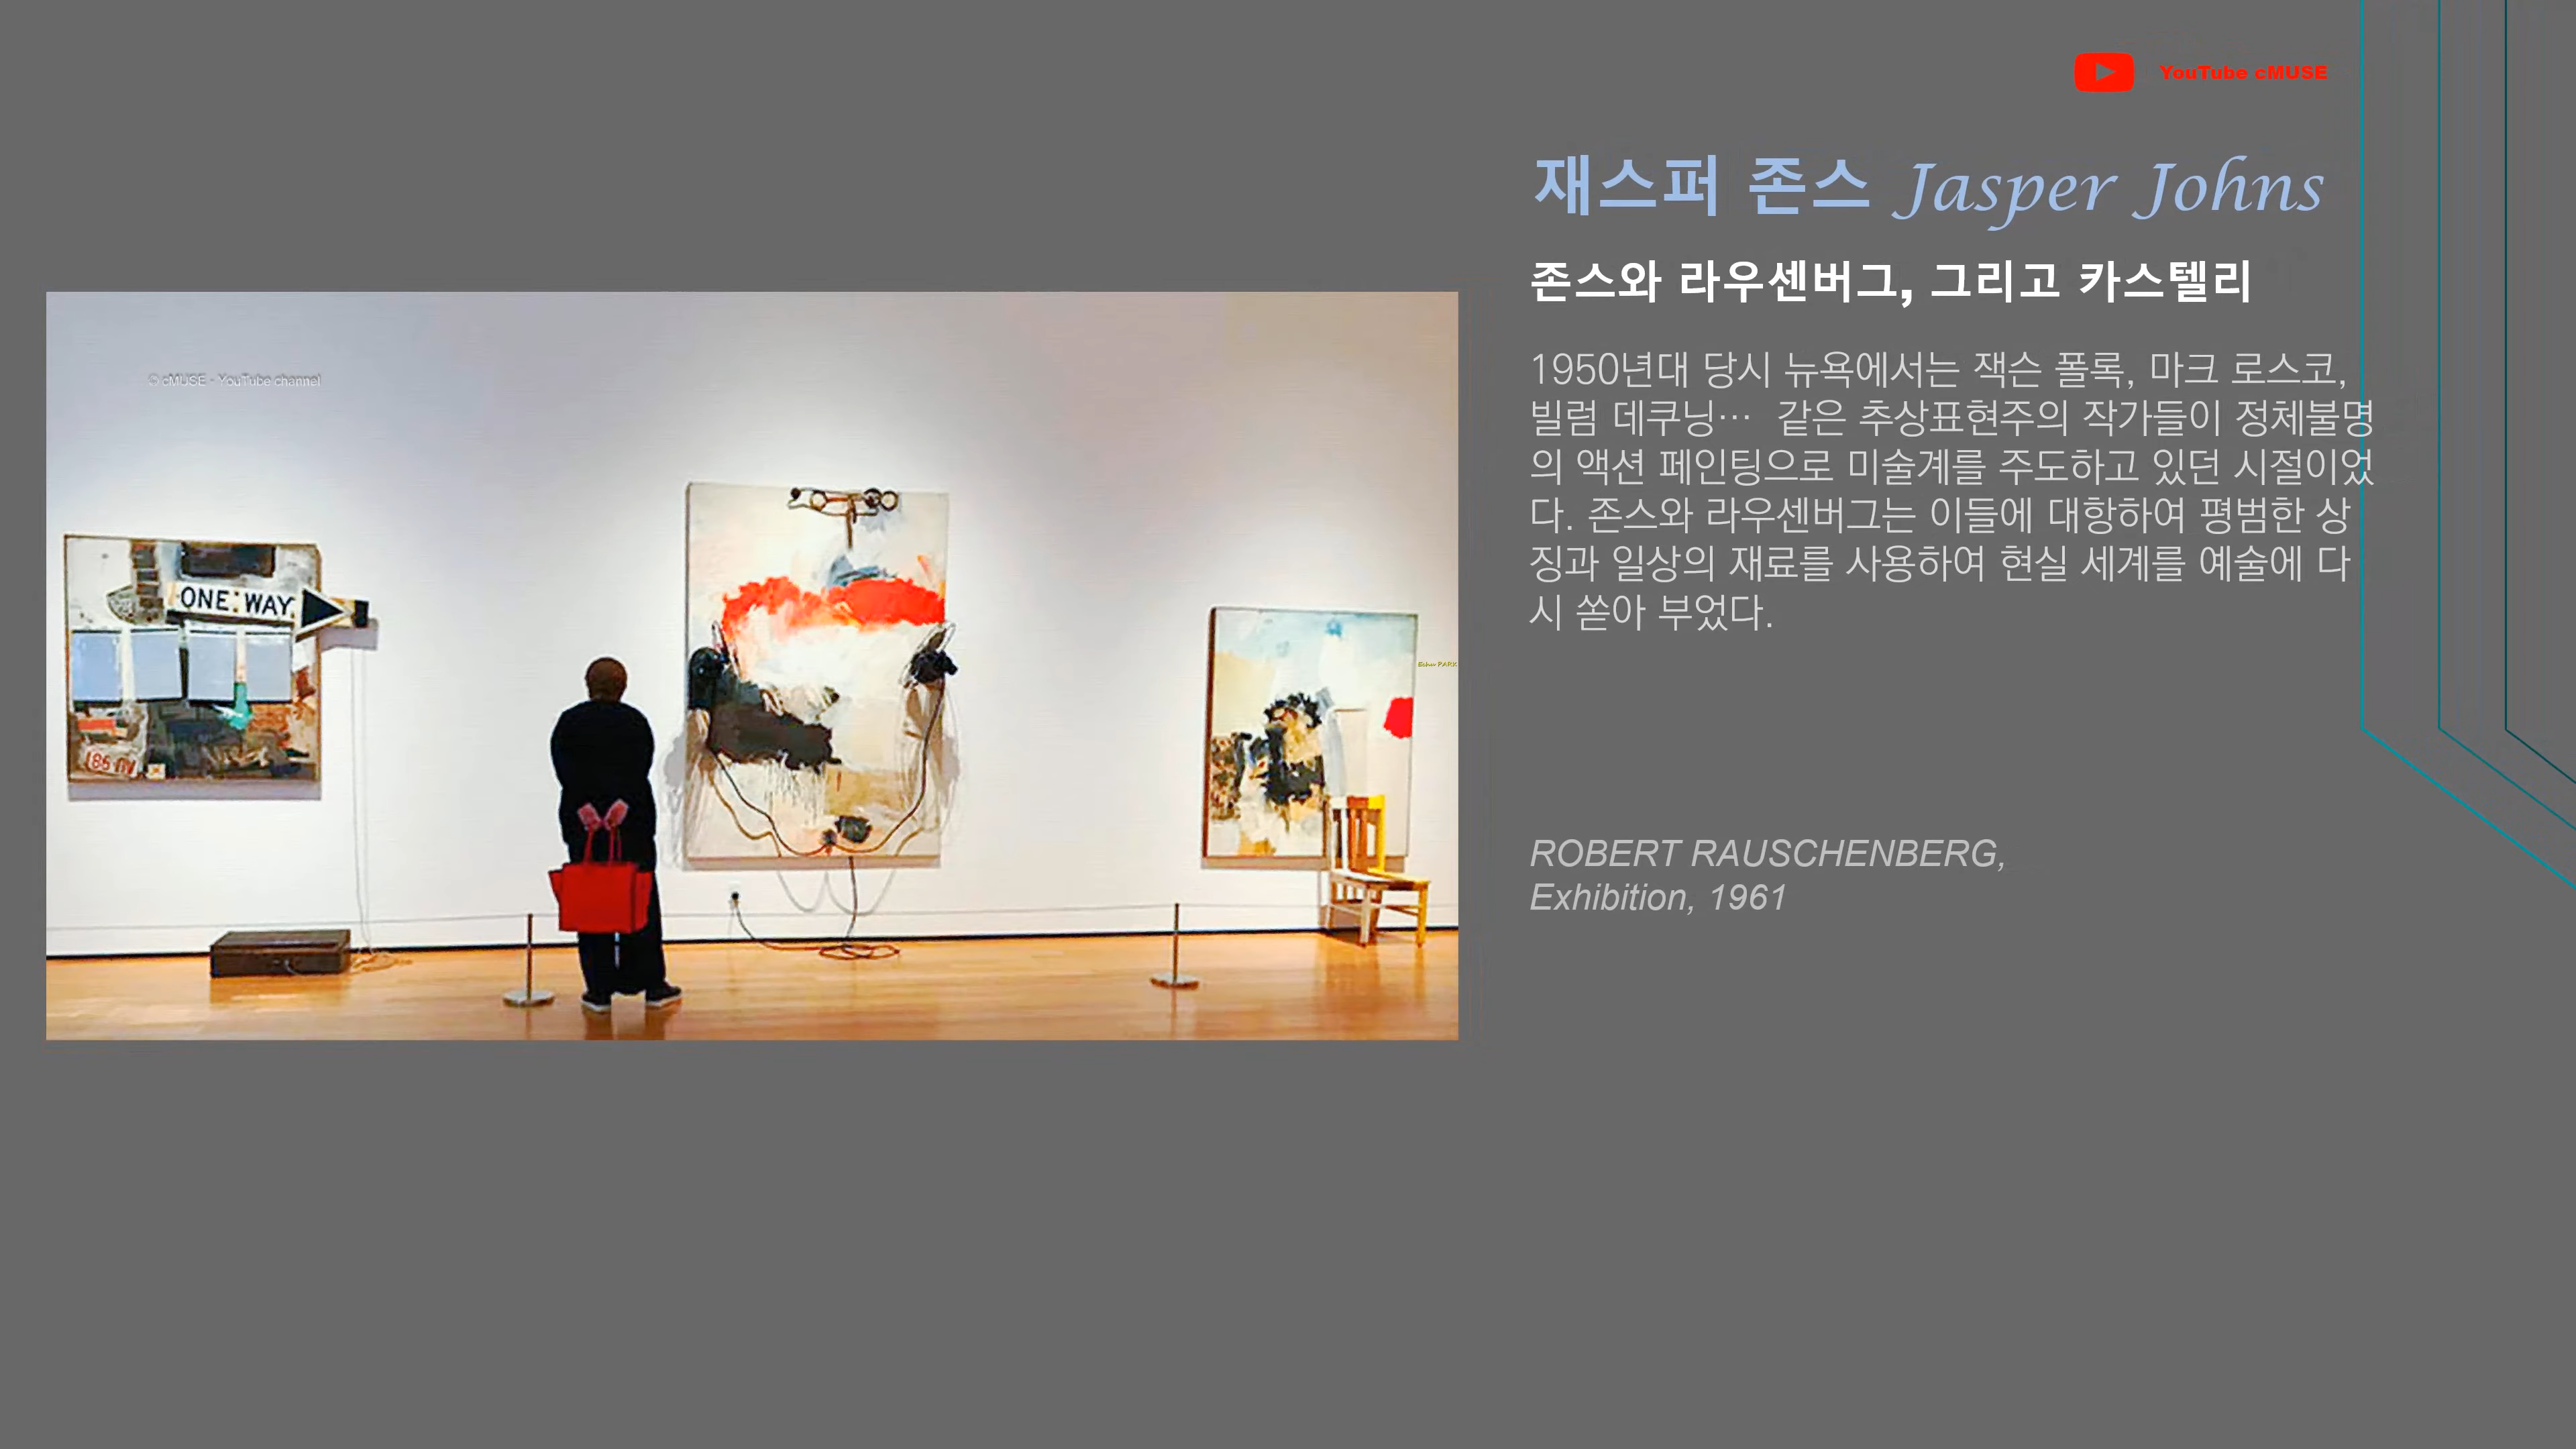 YouTube cMUSE
재스퍼 존스 Jasper Johns
존스와 라우센버그, 그리고 카스텔리
1950년대 당시 뉴욕에서는 잭슨 폴록, 마크 로스코,
빌럼 데쿠닝… 같은 추상표현주의 작가들이 정체불명
의 액션 페인팅으로 미술계를 주도하고 있던 시절이었
다. 존스와 라우센버그는 이들에 대항하여 평범한 상
징과 일상의 재료를 사용하여 현실 세계를 예술에 다
시 쏟아 부었다.
ROBERT RAUSCHENBERG,
Exhibition, 1961
© cMUSE - YouTube channel
ONE WAY